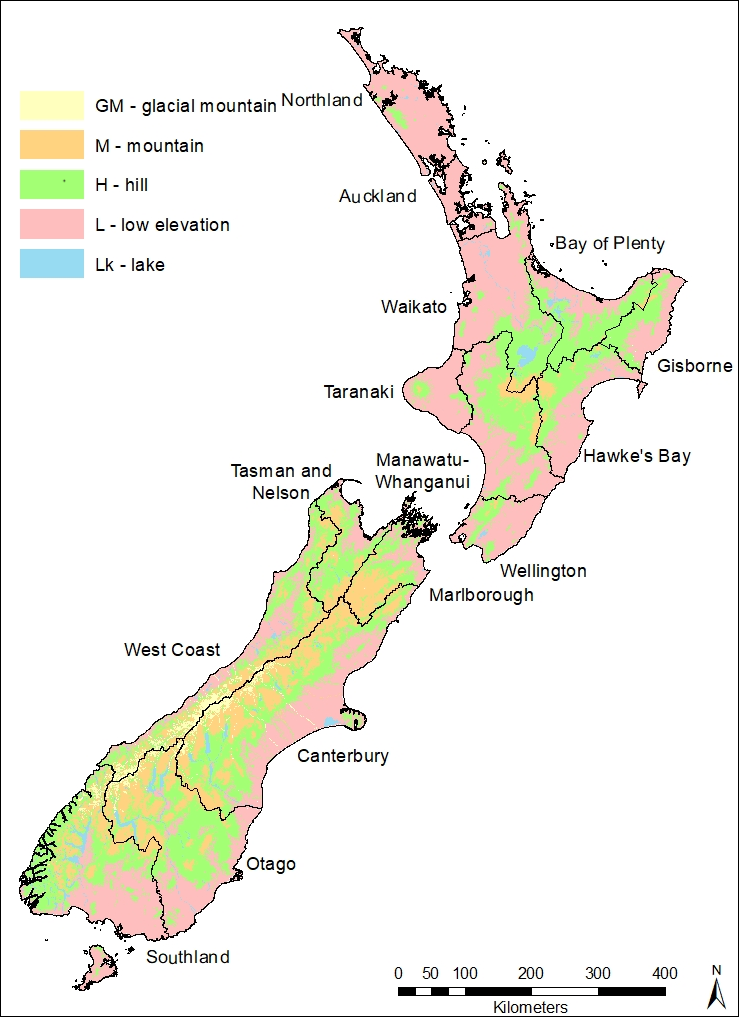 GM - glacial mountain
M - mountain
H - hill
L - low elevation
Lk - lake
Northland
Auckland
Bay of Plenty
Waikato
Gisborne
Taranaki
Hawke's Bay
Manawatu-
Whanganui
Tasman and
Nelson
Wellington
Marlborough
West Coast
Canterbury
Otago
Southland
0 50 100 200 300 400
Kilometers
N